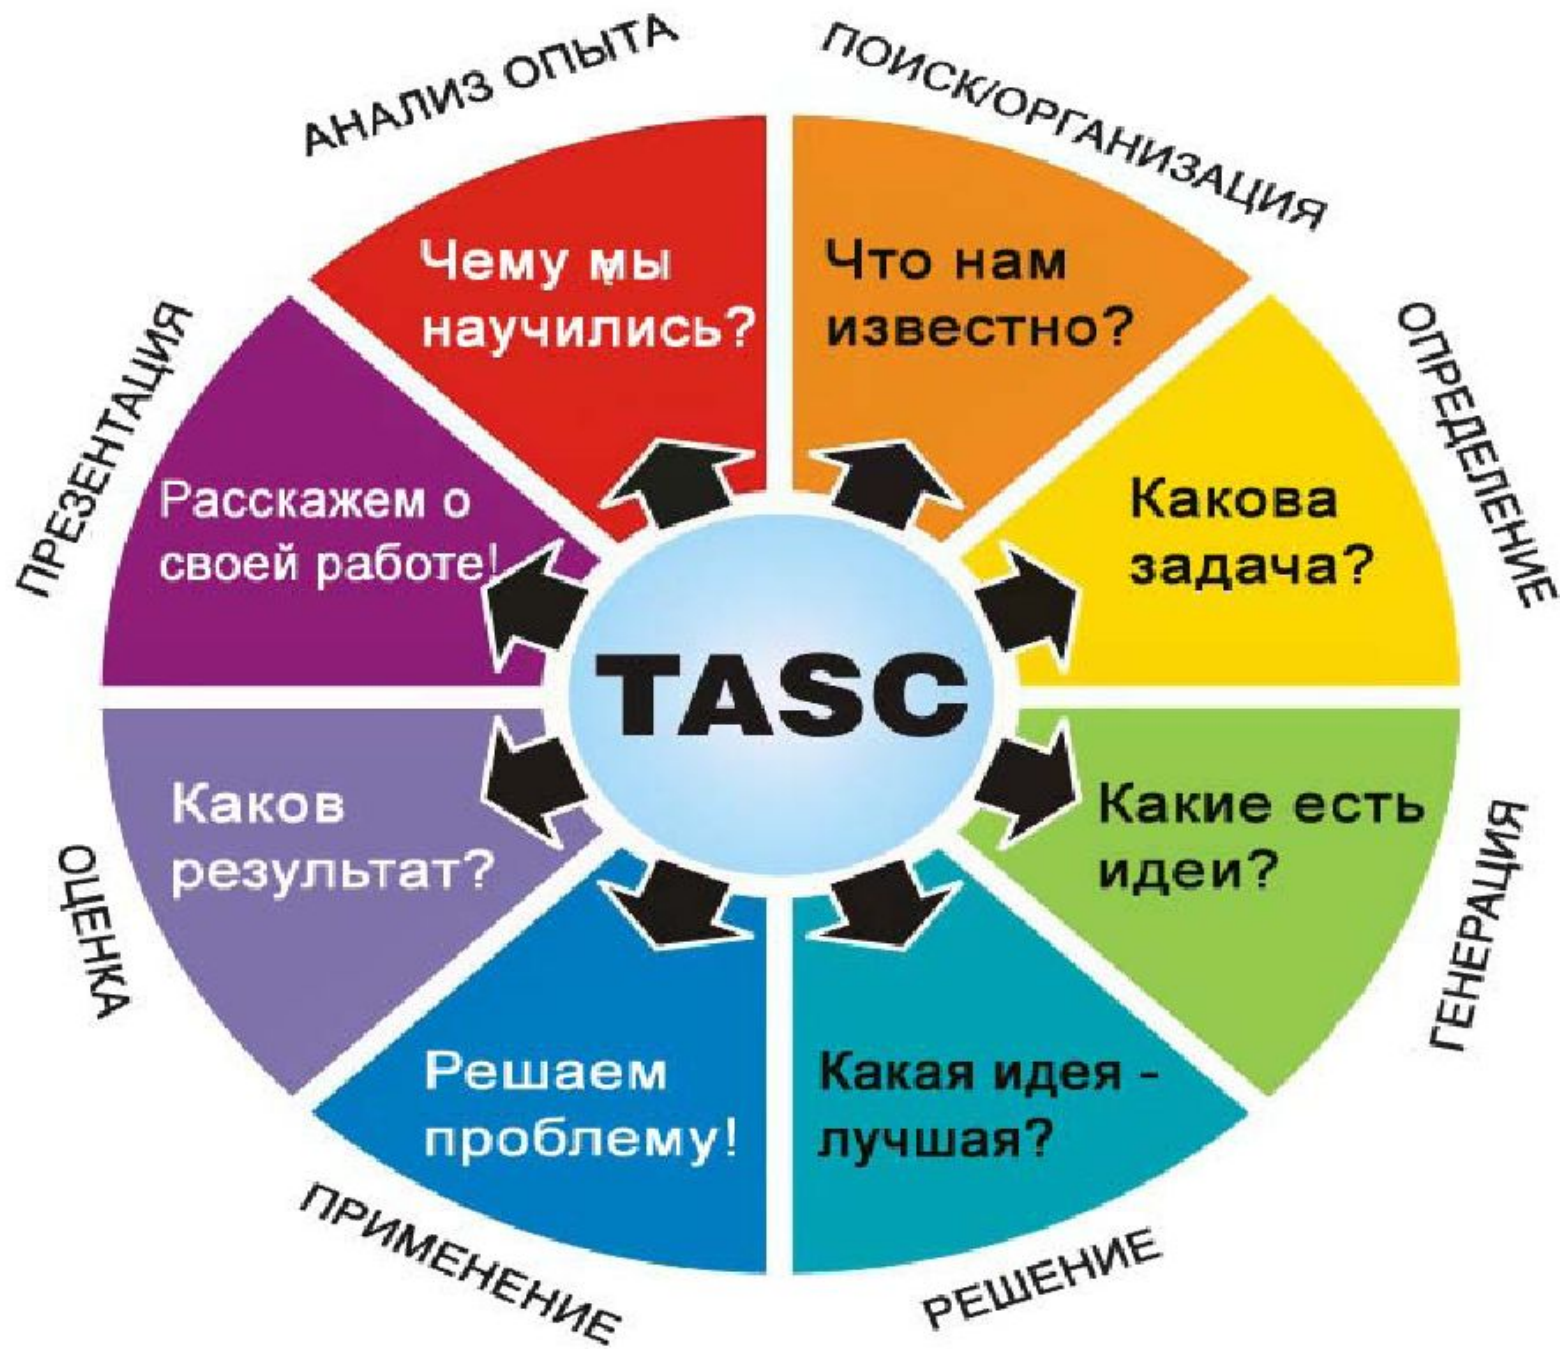 АНАЛИЗ ОПЫТА
ПОИСК/ОРГАНИЗАЦИЯ
Чему мы
научились?
Что нам
известно?
ПРЕЗЕНТАЦИЯ
ОПРЕДЕЛЕНИЕ
Расскажем о
своей работе!
Какова
задача?
TASC
Каков
результат?
Какие есть
идеи?
ОЦЕНКА
ГЕНЕРАЦИЯ
Решаем
проблему!
Какая идея -
лучшая?
ПРИМЕНЕНИЕ
РЕШЕНИЕ